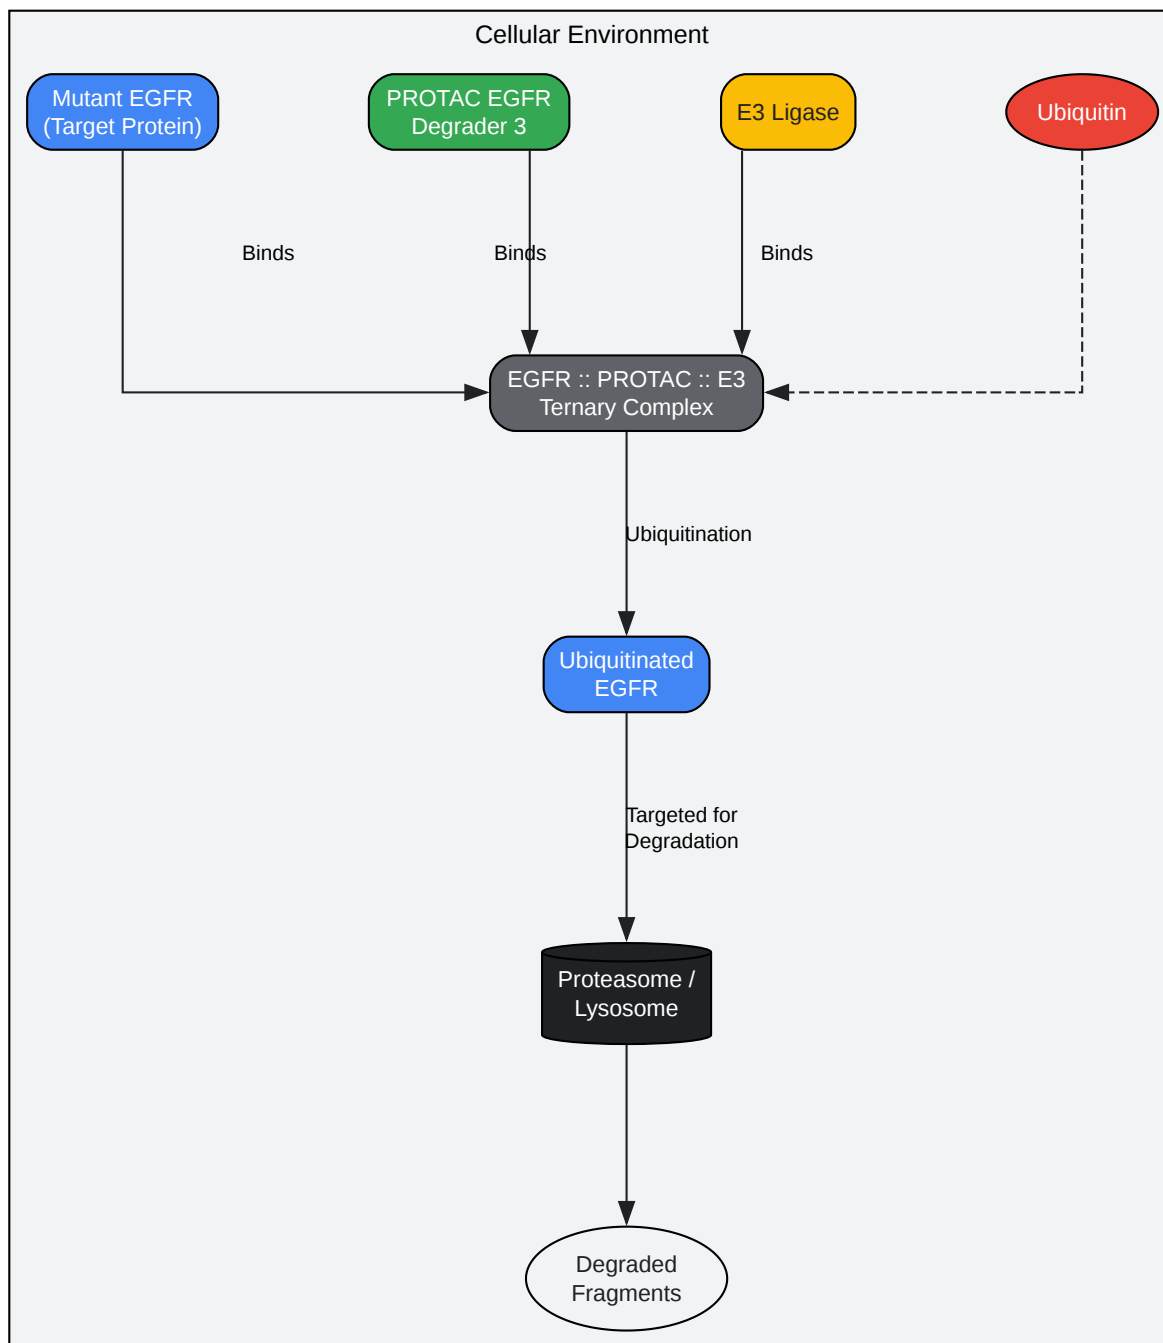 Cellular Environment
Mutant EGFR
(Target Protein)
PROTAC EGFR
Degrader 3
E3 Ligase
Ubiquitin
Binds
Binds
Binds
EGFR :: PROTAC :: E3
Ternary Complex
Ubiquitination
Ubiquitinated
EGFR
Targeted for
Degradation
Proteasome /
Lysosome
Degraded
Fragments